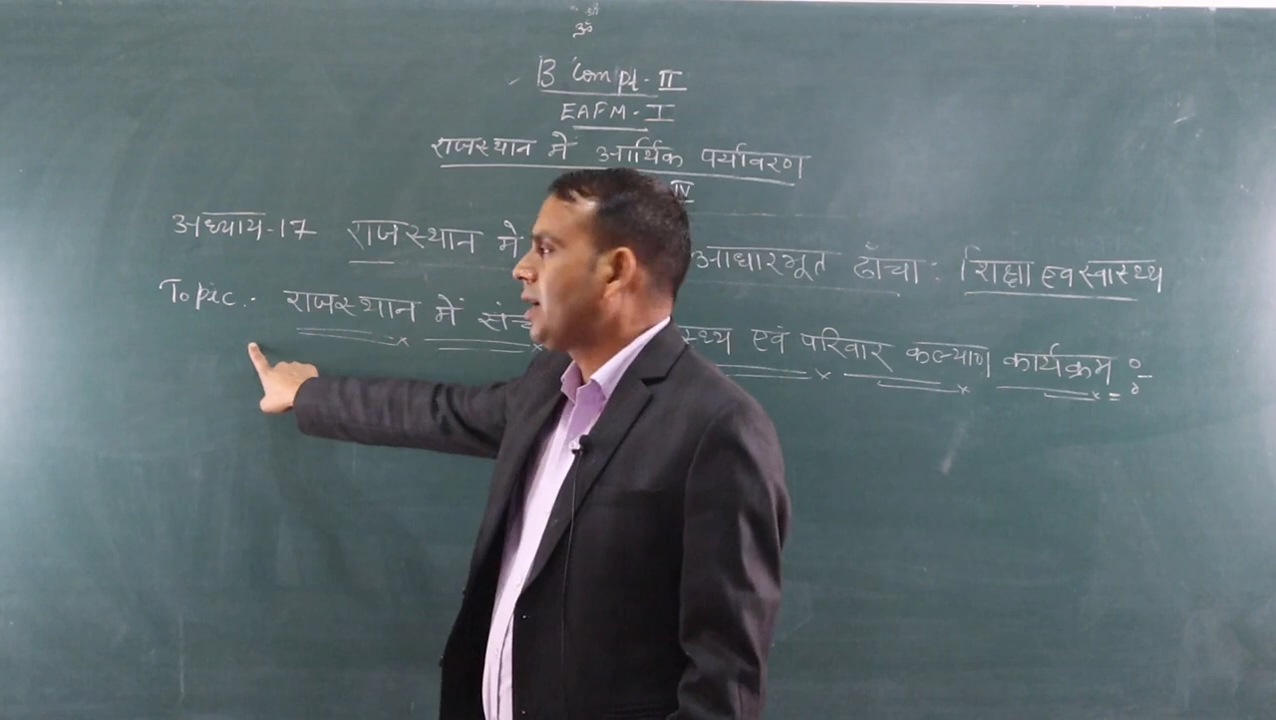 श्री
ॐ
B Com pt-II
EAFM-I
राजस्थान में आर्थिक पर्यावरण
IV
अध्याय-17 राजस्थान में आधारभूत ढाँचा: शिक्षा एवं स्वास्थ्य
Topic:- राजस्थान में एवं परिवार कल्याण कार्यक्रम :-